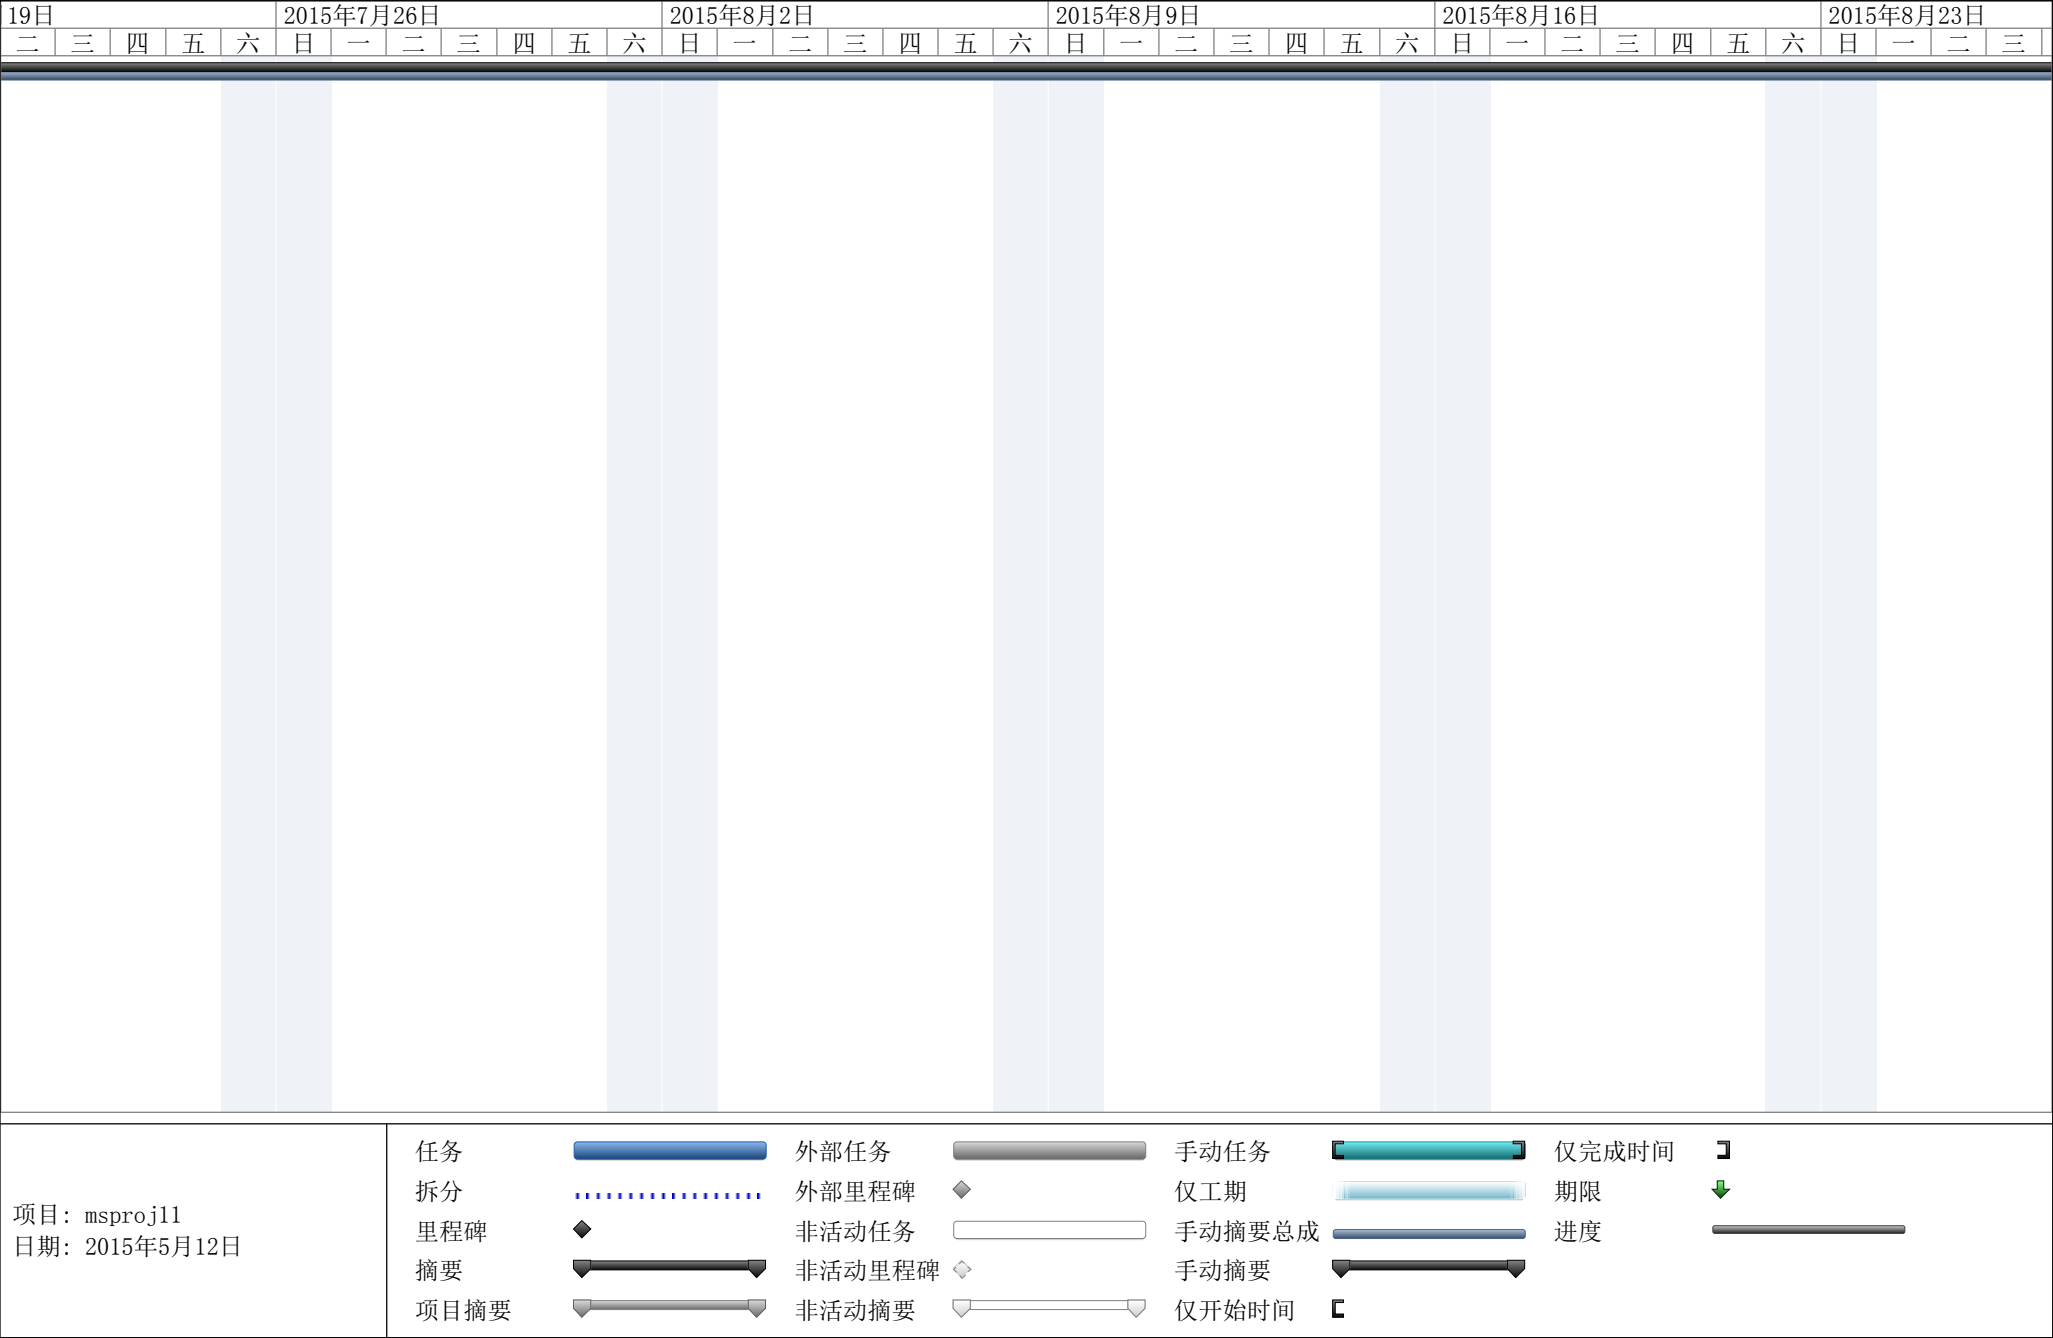 19日 2015年7月26日 2015年8月2日 2015年8月9日 2015年8月16日 2015年8月23日
二 三 四 五 六 日 一 二 三 四 五 六 日 一 二 三 四 五 六 日 一 二 三 四 五 六 日 一 二 三 四 五 六 日 一 二 三
任务 外部任务 手动任务 仅完成时间
拆分 外部里程碑 仅工期 期限
里程碑 非活动任务 手动摘要总成 进度
摘要 非活动里程碑 手动摘要
项目摘要 非活动摘要 仅开始时间
项目: msproj11
日期: 2015年5月12日